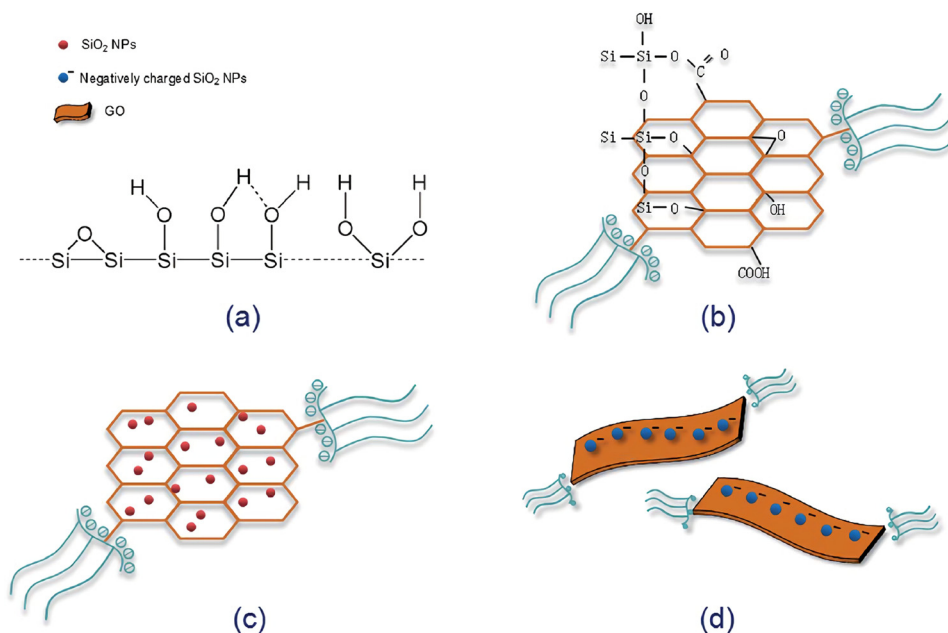 SiO₂ NPs
Negatively charged SiO₂ NPs
GO
H H H H H
O O O O O O
Si Si Si Si Si Si
(a)
OH
Si Si O C O
O
Si Si O O
O
Si O OH
COOH
(b)
(c)
(d)